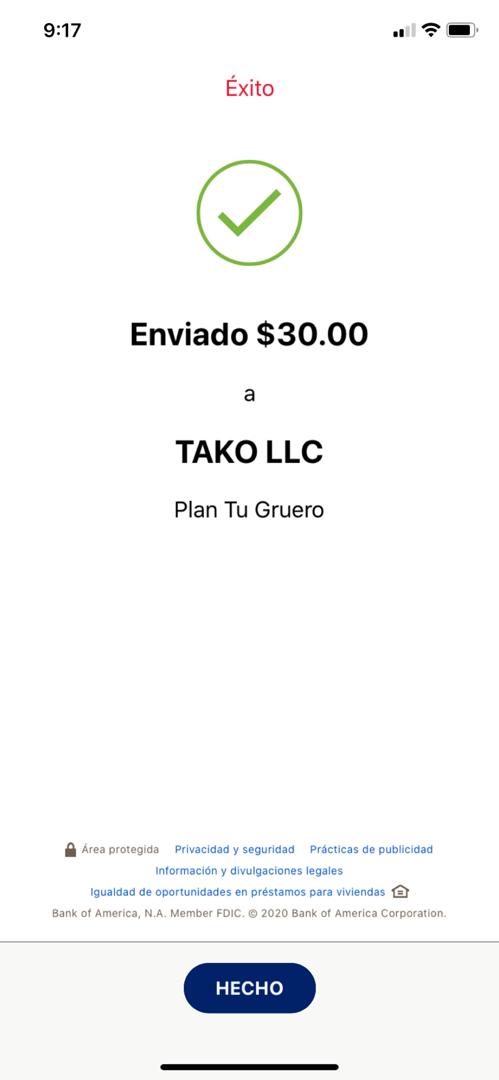 9:17
Éxito
Enviado $30.00
a
TAKO LLC
Plan Tu Gruero
Área protegida Privacidad y seguridad Prácticas de publicidad
Información y divulgaciones legales
Igualdad de oportunidades en préstamos para viviendas
Bank of America, N.A. Member FDIC. © 2020 Bank of America Corporation.
HECHO